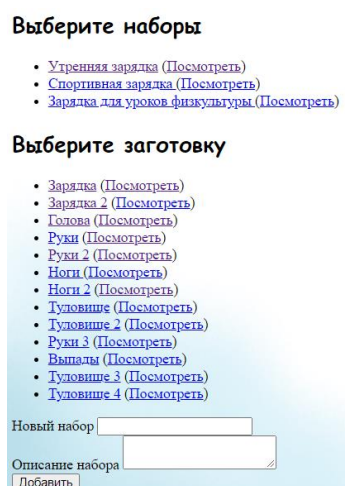 Выберите наборы
Утренняя зарядка (Посмотреть)
Спортивная зарядка (Посмотреть)
Зарядка для уроков физкультуры (Посмотреть)
Выберите заготовку
Зарядка (Посмотреть)
Зарядка 2 (Посмотреть)
Голова (Посмотреть)
Руки (Посмотреть)
Руки 2 (Посмотреть)
Ноги (Посмотреть)
Ноги 2 (Посмотреть)
Туловище (Посмотреть)
Туловище 2 (Посмотреть)
Руки 3 (Посмотреть)
Выпады (Посмотреть)
Туловище 3 (Посмотреть)
Туловище 4 (Посмотреть)
Новый набор
Описание набора
Добавить